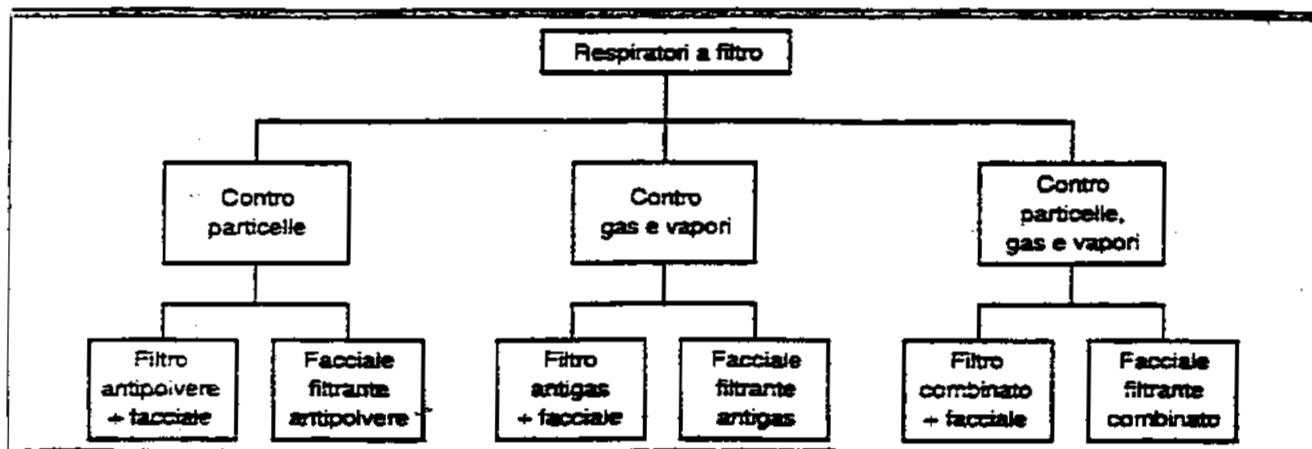 Respiratori a filtro
Contro
particelle
Contro
gas e vapori
Contro
particelle,
gas e vapori
Filtro
antipolvere
+ facciale
Facciale
filtrante
antipolvere
Filtro
antigas
+ facciale
Facciale
filtrante
antigas
Filtro
combinato
+ facciale
Facciale
filtrante
combinato